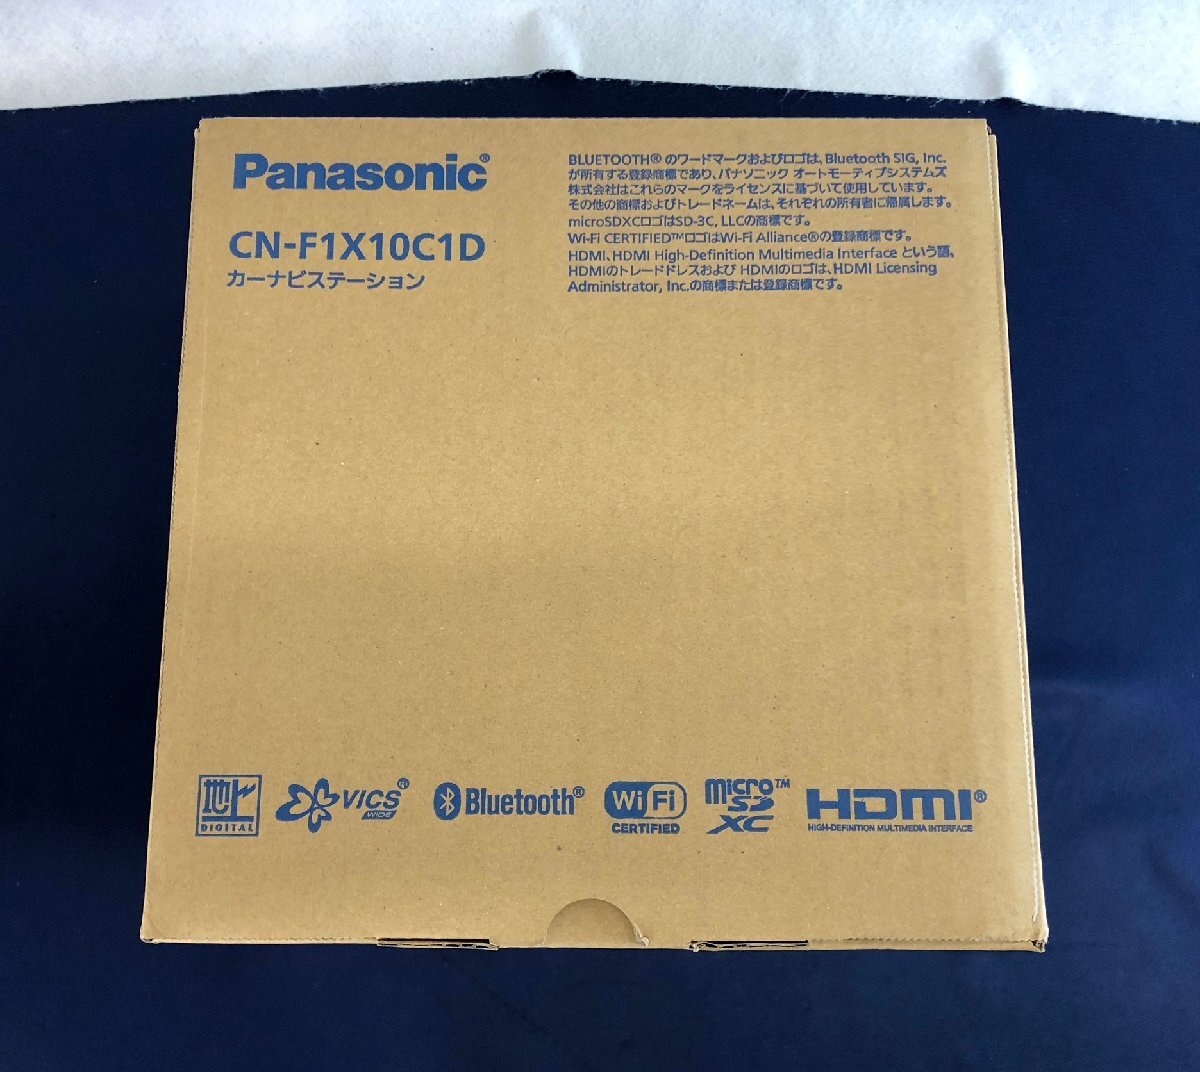 Panasonic®
CN-F1X10C1D
カーナビステーション
BLUETOOTH® のワードマークおよびロゴは、Bluetooth SIG, Inc.
が所有する登録商標であり、パナソニック オートモーティブシステムズ
株式会社はこれらのマークをライセンスに基づいて使用しています。
その他の商標およびトレードネームは、それぞれの所有者に帰属します。
microSDXCロゴはSD-3C, LLCの商標です。
Wi-Fi CERTIFIED™ロゴはWi-Fi Alliance®の登録商標です。
HDMI、HDMI High-Definition Multimedia Interface という語、
HDMIのトレードドレスおよび HDMIのロゴは、HDMI Licensing
Administrator, Inc.の商標または登録商標です。
地上 DIGITAL
VICS® WIDE
Bluetooth®
Wi Fi CERTIFIED
micro SD XC™
HDMI®
HIGH-DEFINITION MULTIMEDIA INTERFACE